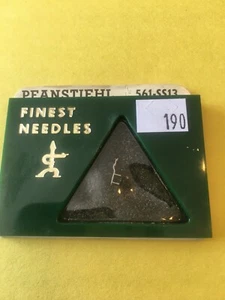 PFANSTIEHL 561-SS13
190
FINEST
NEEDLES